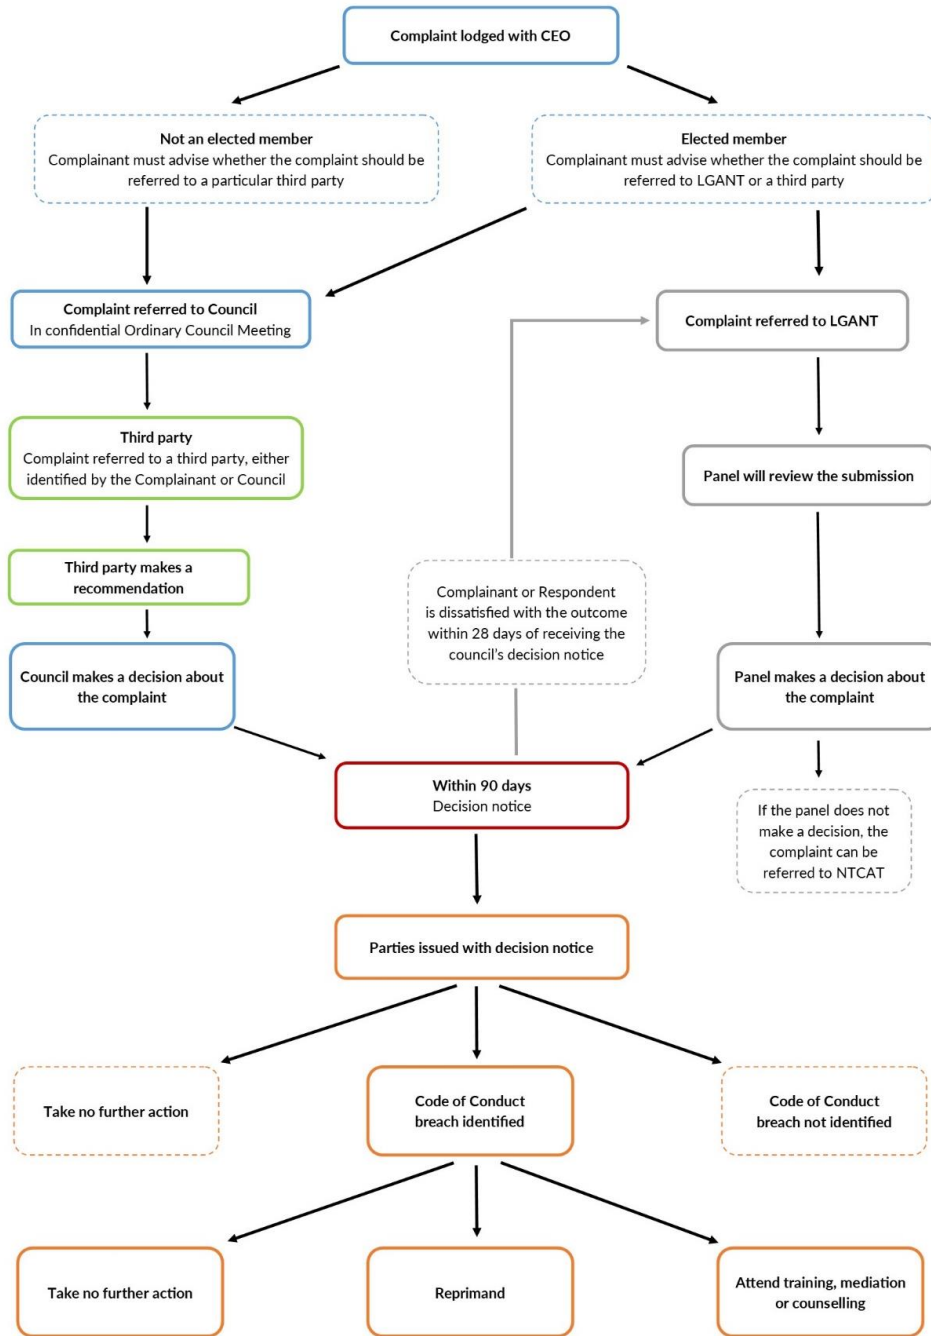 Complaint lodged with CEO
Not an elected member
Complainant must advise whether the complaint should be
referred to a particular third party
Elected member
Complainant must advise whether the complaint should be
referred to LGANT or a third party
Complaint referred to Council
In confidential Ordinary Council Meeting
Complaint referred to LGANT
Third party
Complaint referred to a third party, either
identified by the Complainant or Council
Panel will review the submission
Third party makes a
recommendation
Complainant or Respondent
is dissatisfied with the outcome
within 28 days of receiving the
council's decision notice
Council makes a decision about
the complaint
Panel makes a decision about
the complaint
Within 90 days
Decision notice
If the panel does not
make a decision, the
complaint can be
referred to NTCAT
Parties issued with decision notice
Take no further action
Code of Conduct
breach identified
Code of Conduct
breach not identified
Take no further action
Reprimand
Attend training, mediation
or counselling